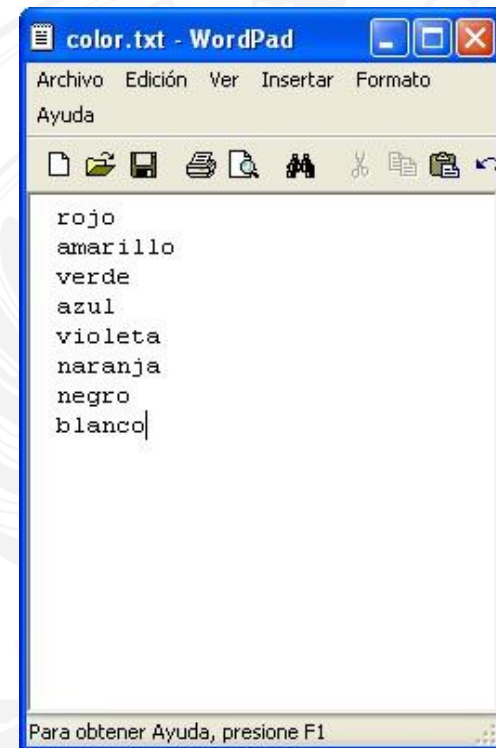 color.txt - WordPad
Archivo Edición Ver Insertar Formato
Ayuda
rojo
amarillo
verde
azul
violeta
naranja
negro
blanco
Para obtener Ayuda, presione F1